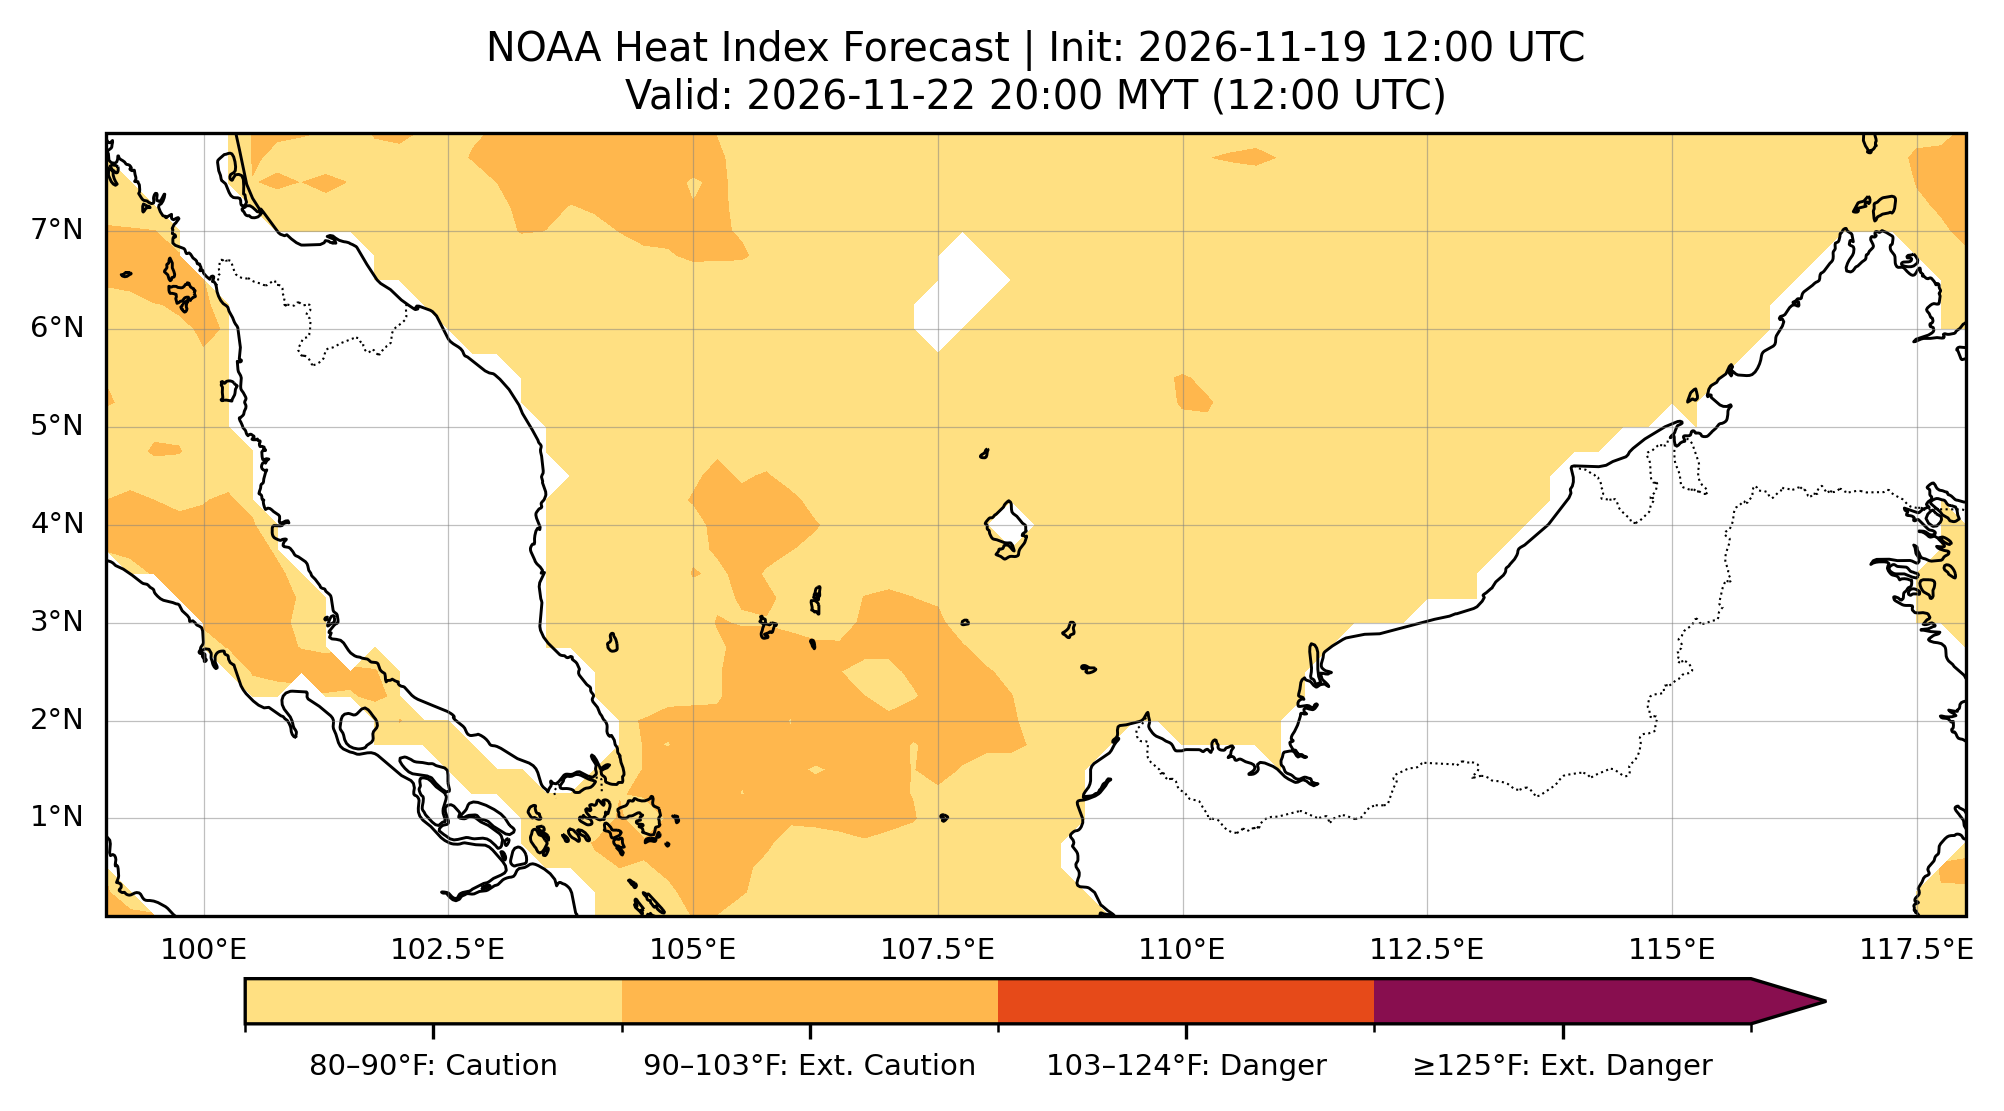 NOAA Heat Index Forecast | Init: 2026-11-19 12:00 UTC
Valid: 2026-11-22 20:00 MYT (12:00 UTC)
7°N
6°N
5°N
4°N
3°N
2°N
1°N
100°E 102.5°E 105°E 107.5°E 110°E 112.5°E 115°E 117.5°E
80–90°F: Caution 90–103°F: Ext. Caution 103–124°F: Danger ≥125°F: Ext. Danger